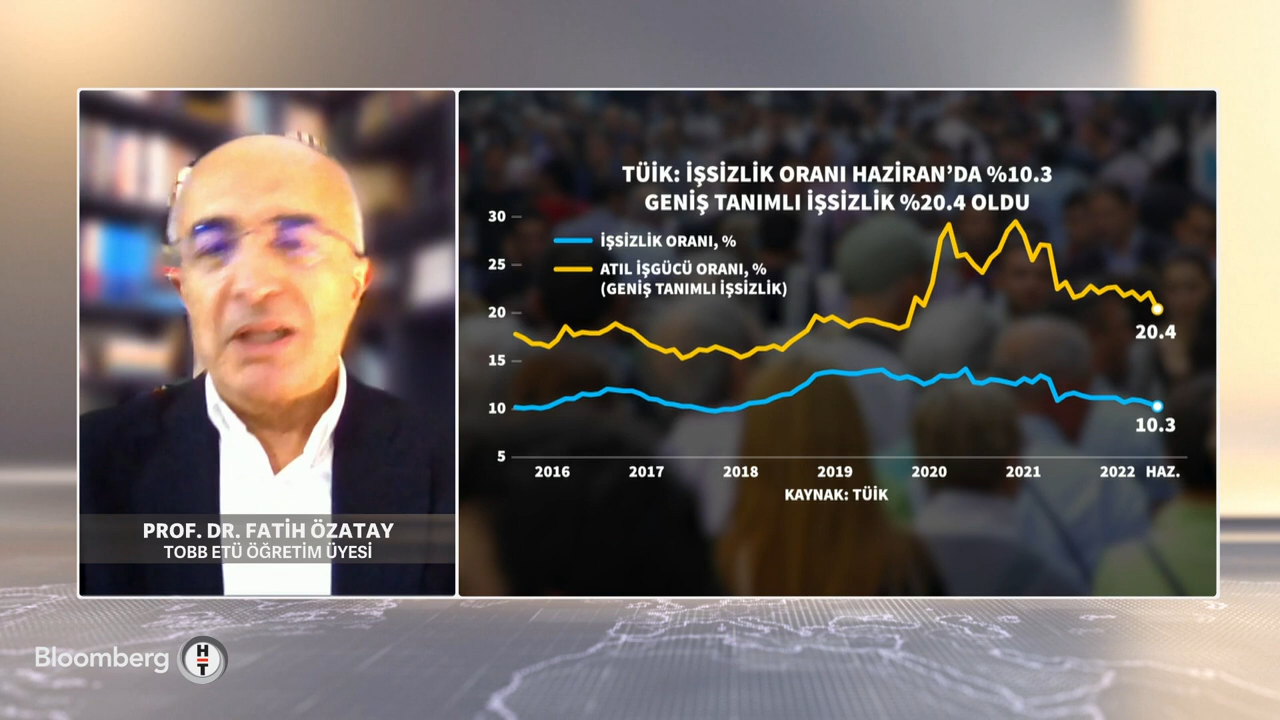 TÜİK: İŞSİZLİK ORANI HAZİRAN'DA %10.3
GENİŞ TANIMLI İŞSİZLİK %20.4 OLDU
İŞSİZLİK ORANI, %
ATIL İŞGÜCÜ ORANI, %
(GENİŞ TANIMLI İŞSİZLİK)
30
25
20
15
10
5
20.4
10.3
2016 2017 2018 2019 2020 2021 2022 HAZ.
KAYNAK: TÜİK
PROF. DR. FATİH ÖZATAY
TOBB ETÜ ÖĞRETİM ÜYESİ
Bloomberg HT